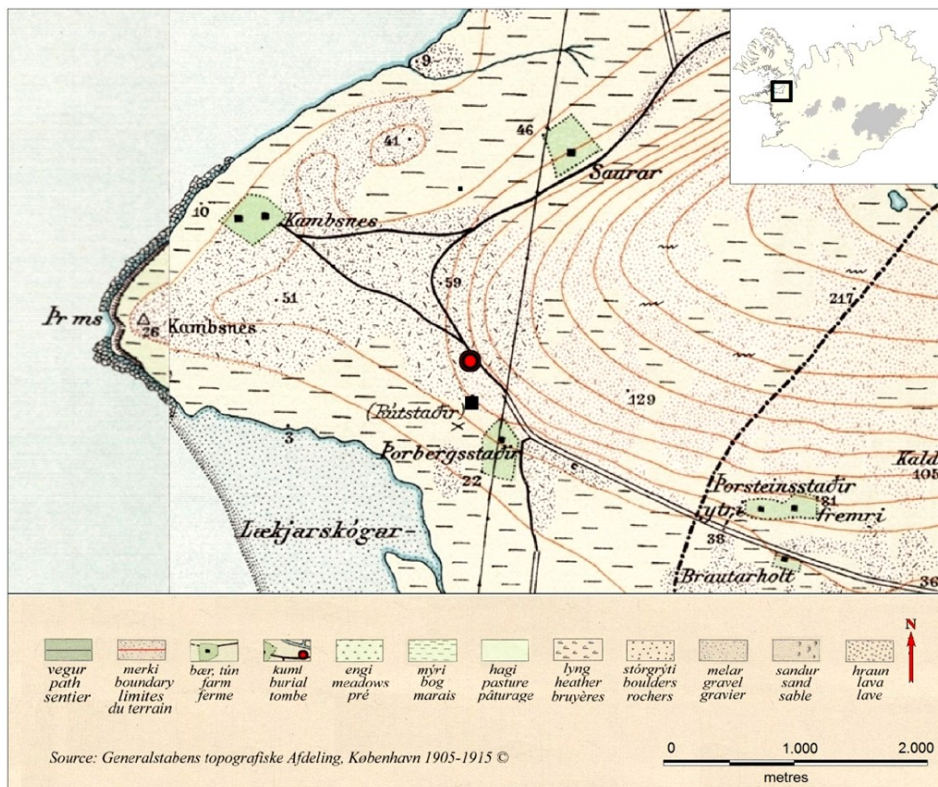 9
41
46
Saurar
10
Kambsnes
59
51
217
26 Kambsnes
129
(Rútstaðir)
3
Þorbergsstaðir
22
Kald
105
Þorsteinsstaðir
ytri
81
fremri
Lækjarskógar-
38
Brautarholt
36
vegur
path
sentier
merki
boundary
limites
du terrain
bær, tún
farm
ferme
kuml
burial
tombe
engi
meadows
pré
mýri
bog
marais
hagi
pasture
pâturage
lyng
heather
bruyères
stórgrýti
boulders
rochers
melar
gravel
gravier
sandur
sand
sable
hraun
lava
lave
N
Source: Generalstabens topografiske Afdeling, København 1905-1915 ©
0 1.000 2.000
metres